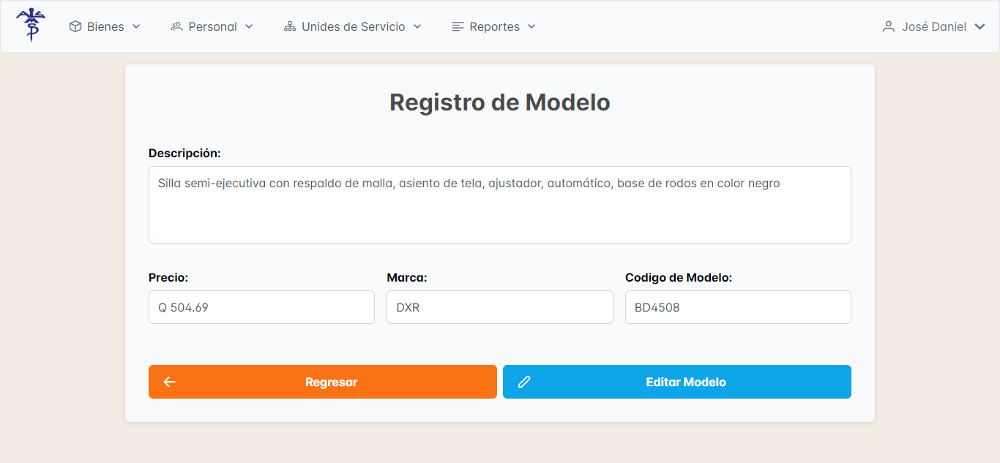 Bienes
Personal
Unides de Servicio
Reportes
José Daniel
Registro de Modelo
Descripción:
Silla semi-ejecutiva con respaldo de malla, asiento de tela, ajustador, automático, base de rodos en color negro
Precio:
Marca:
Codigo de Modelo:
Q 504.69
DXR
BD4508
Regresar
Editar Modelo